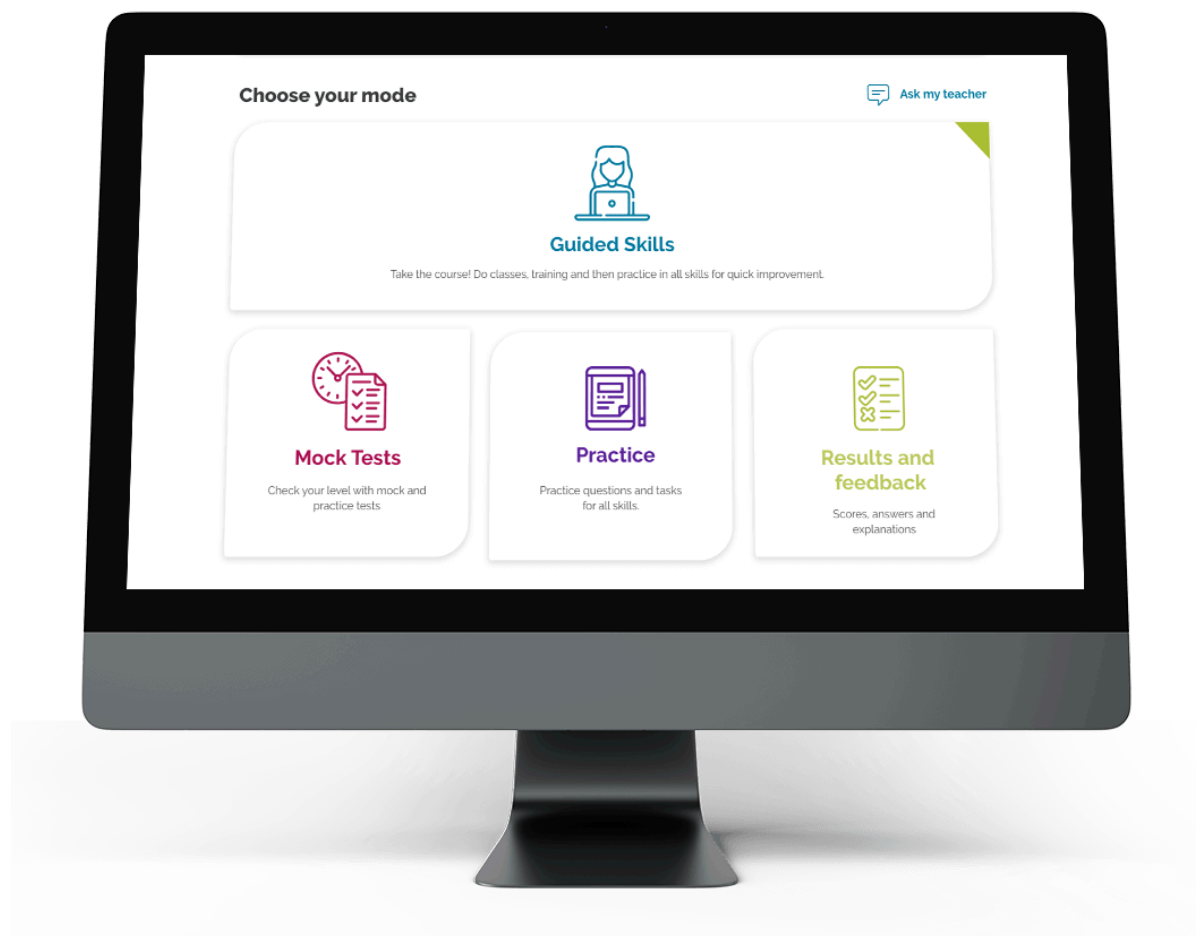 Choose your mode
Ask my teacher
Guided Skills
Take the course! Do classes, training and then practice in all skills for quick improvement.
Mock Tests
Check your level with mock and
practice tests
Practice
Practice questions and tasks
for all skills.
Results and
feedback
Scores, answers and
explanations